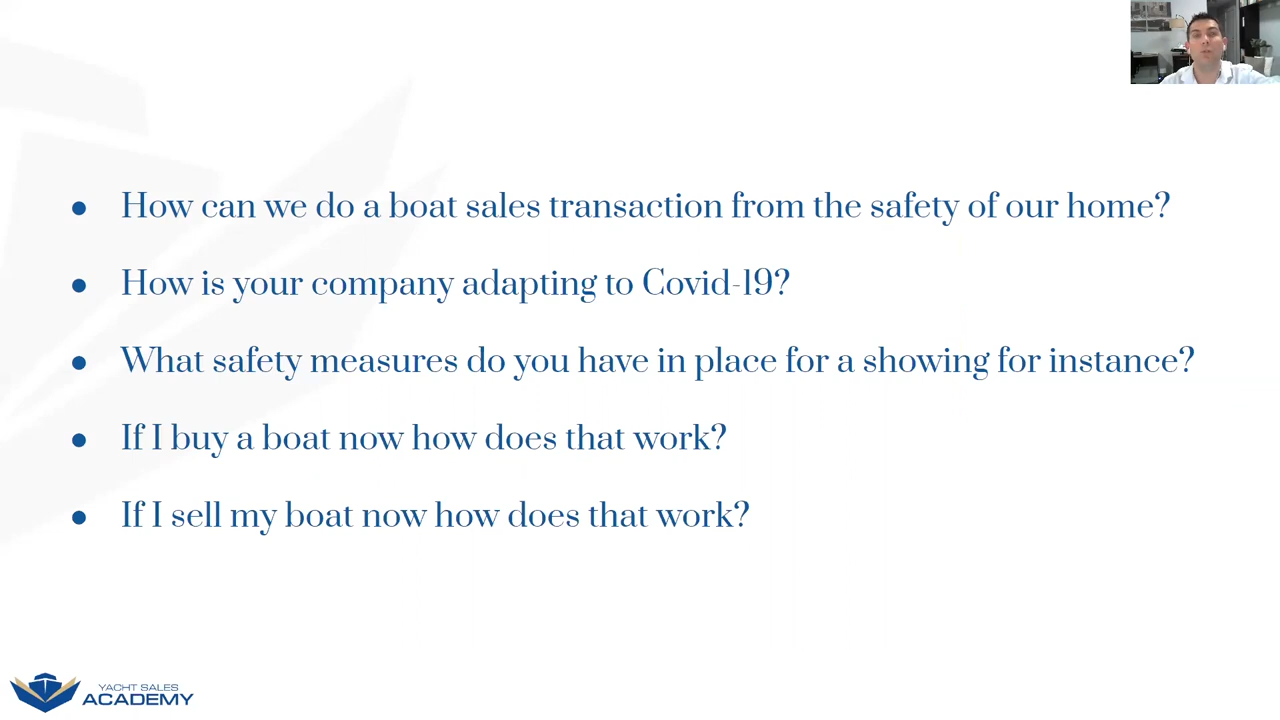 ● How can we do a boat sales transaction from the safety of our home?
● How is your company adapting to Covid-19?
● What safety measures do you have in place for a showing for instance?
● If I buy a boat now how does that work?
● If I sell my boat now how does that work?
YACHT SALES
ACADEMY